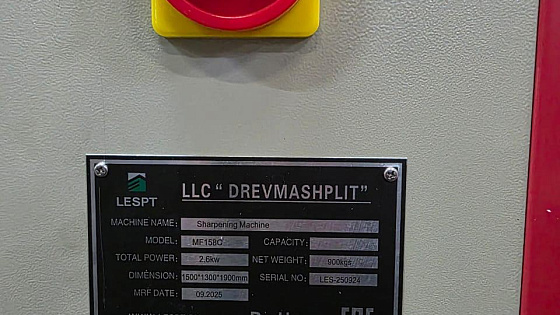 LESPT
LLC “ DREVMASHPLIT”
MACHINE NAME: Sharpening Machine
MODEL: MF158C CAPACITY:
TOTAL POWER: 2.6kw NET WEIGHT: 900kgs
DIMENSION: 1500*1300*1900mm SERIAL NO: LES-250924
MRF DATE: 09.2025